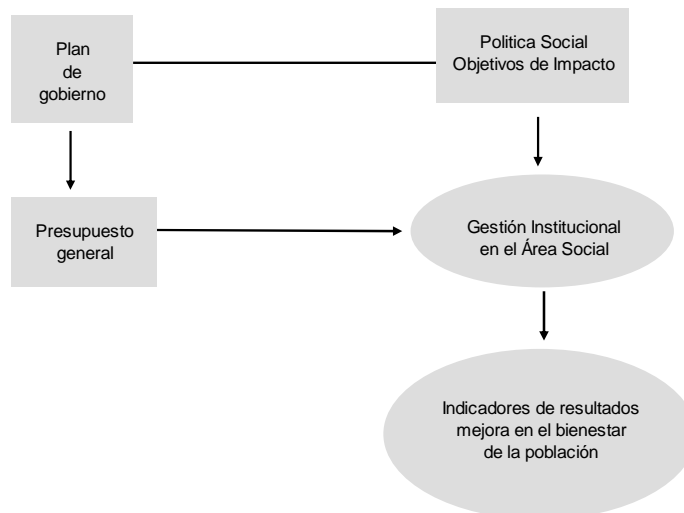 Plan
de
gobierno
Politica Social
Objetivos de Impacto
Presupuesto
general
Gestión Institucional
en el Área Social
Indicadores de resultados
mejora en el bienestar
de la población